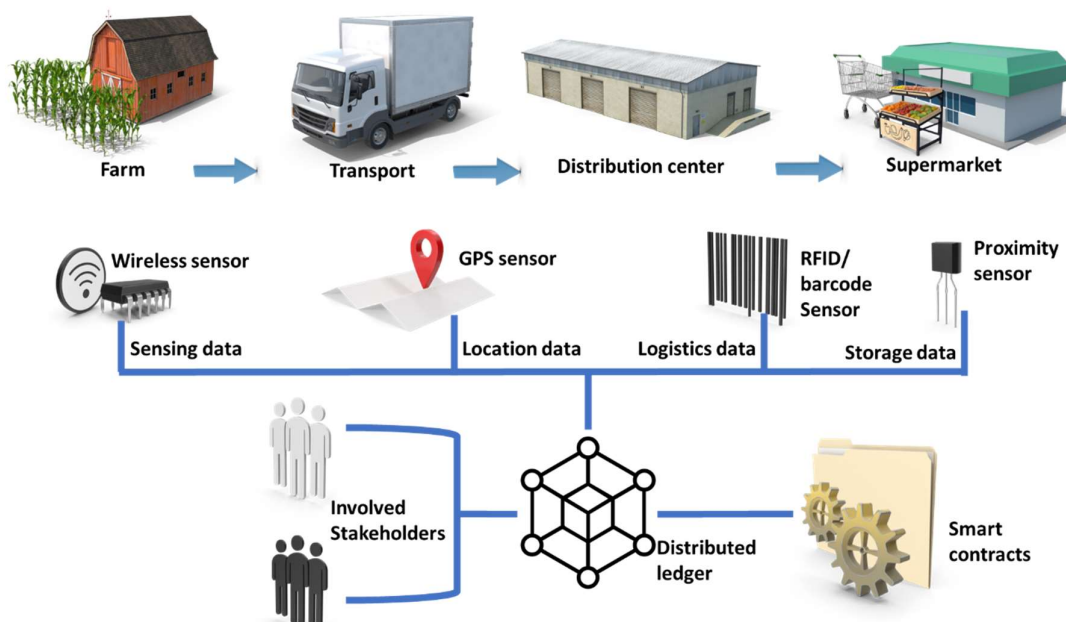 Farm
Transport
Distribution center
Supermarket
Wireless sensor
GPS sensor
RFID/
barcode
Sensor
Proximity
sensor
Sensing data
Location data
Logistics data
Storage data
Involved
Stakeholders
Distributed
ledger
Smart
contracts